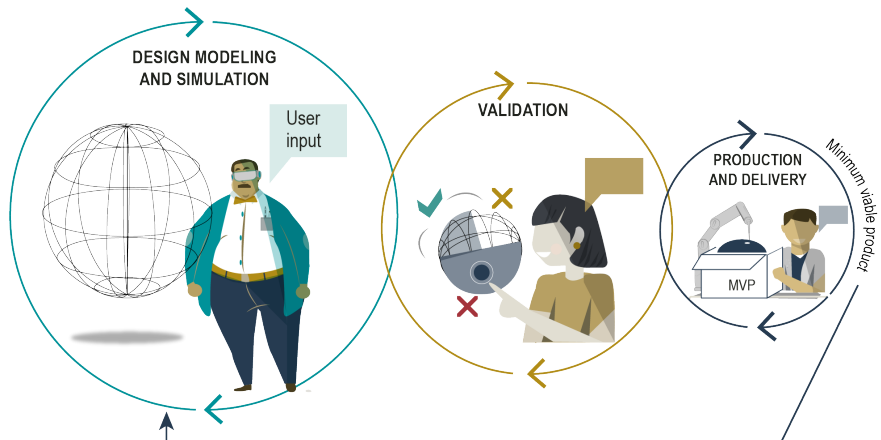 DESIGN MODELING
AND SIMULATION
User
input
VALIDATION
PRODUCTION
AND DELIVERY
Minimum viable product
MVP